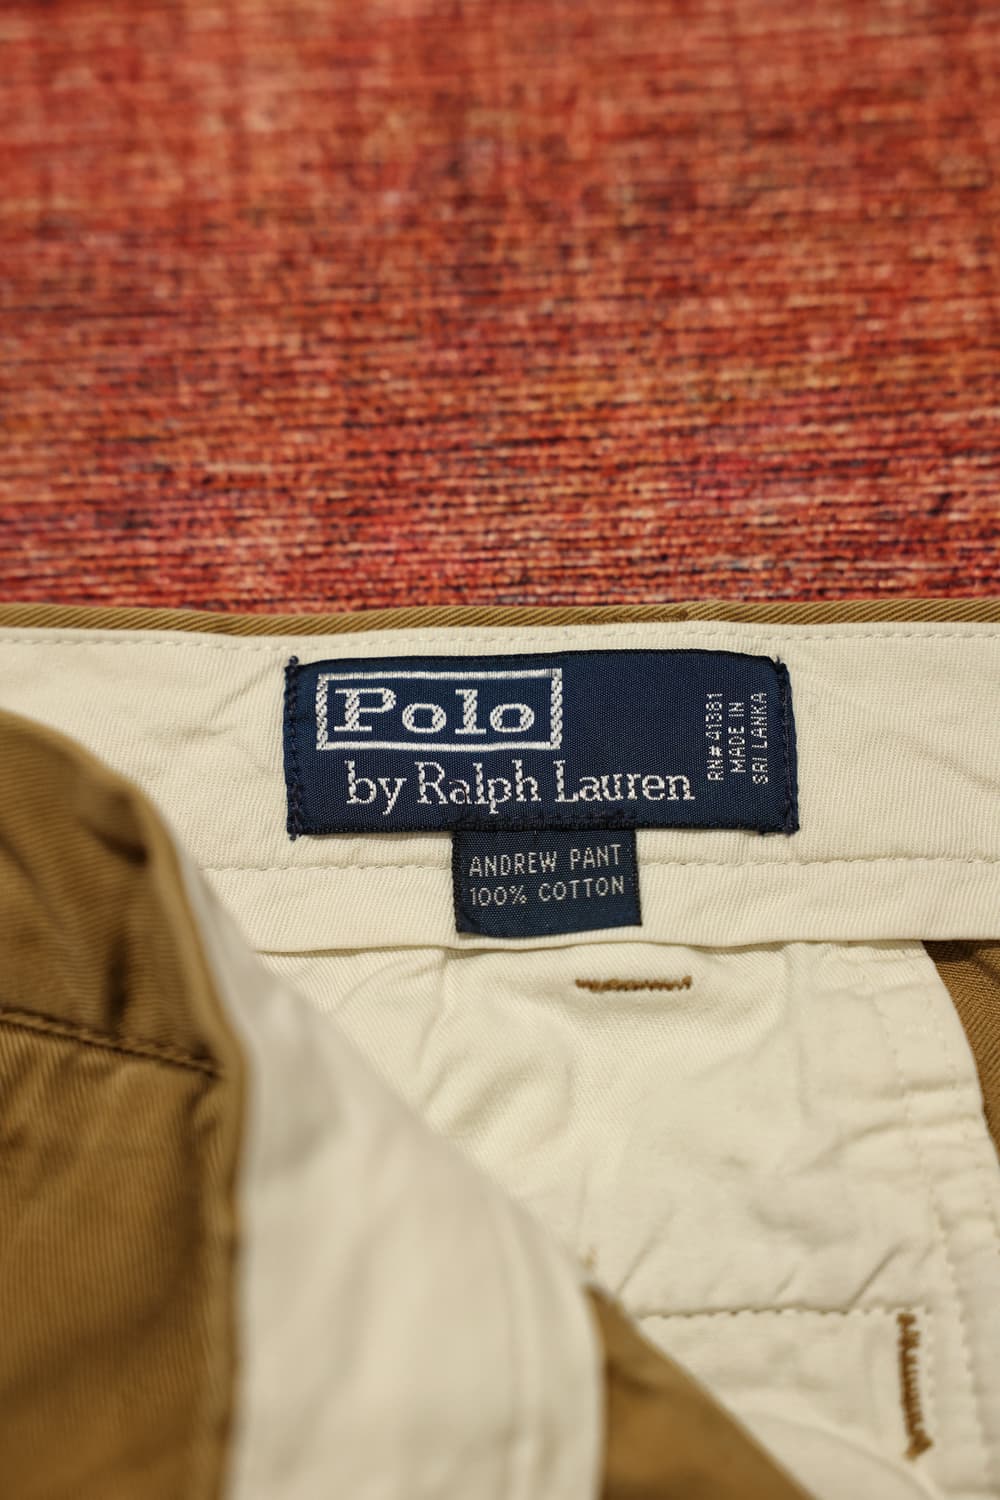 Polo
by Ralph Lauren
RN# 41381
MADE IN
SRI LANKA
ANDREW PANT
100% COTTON